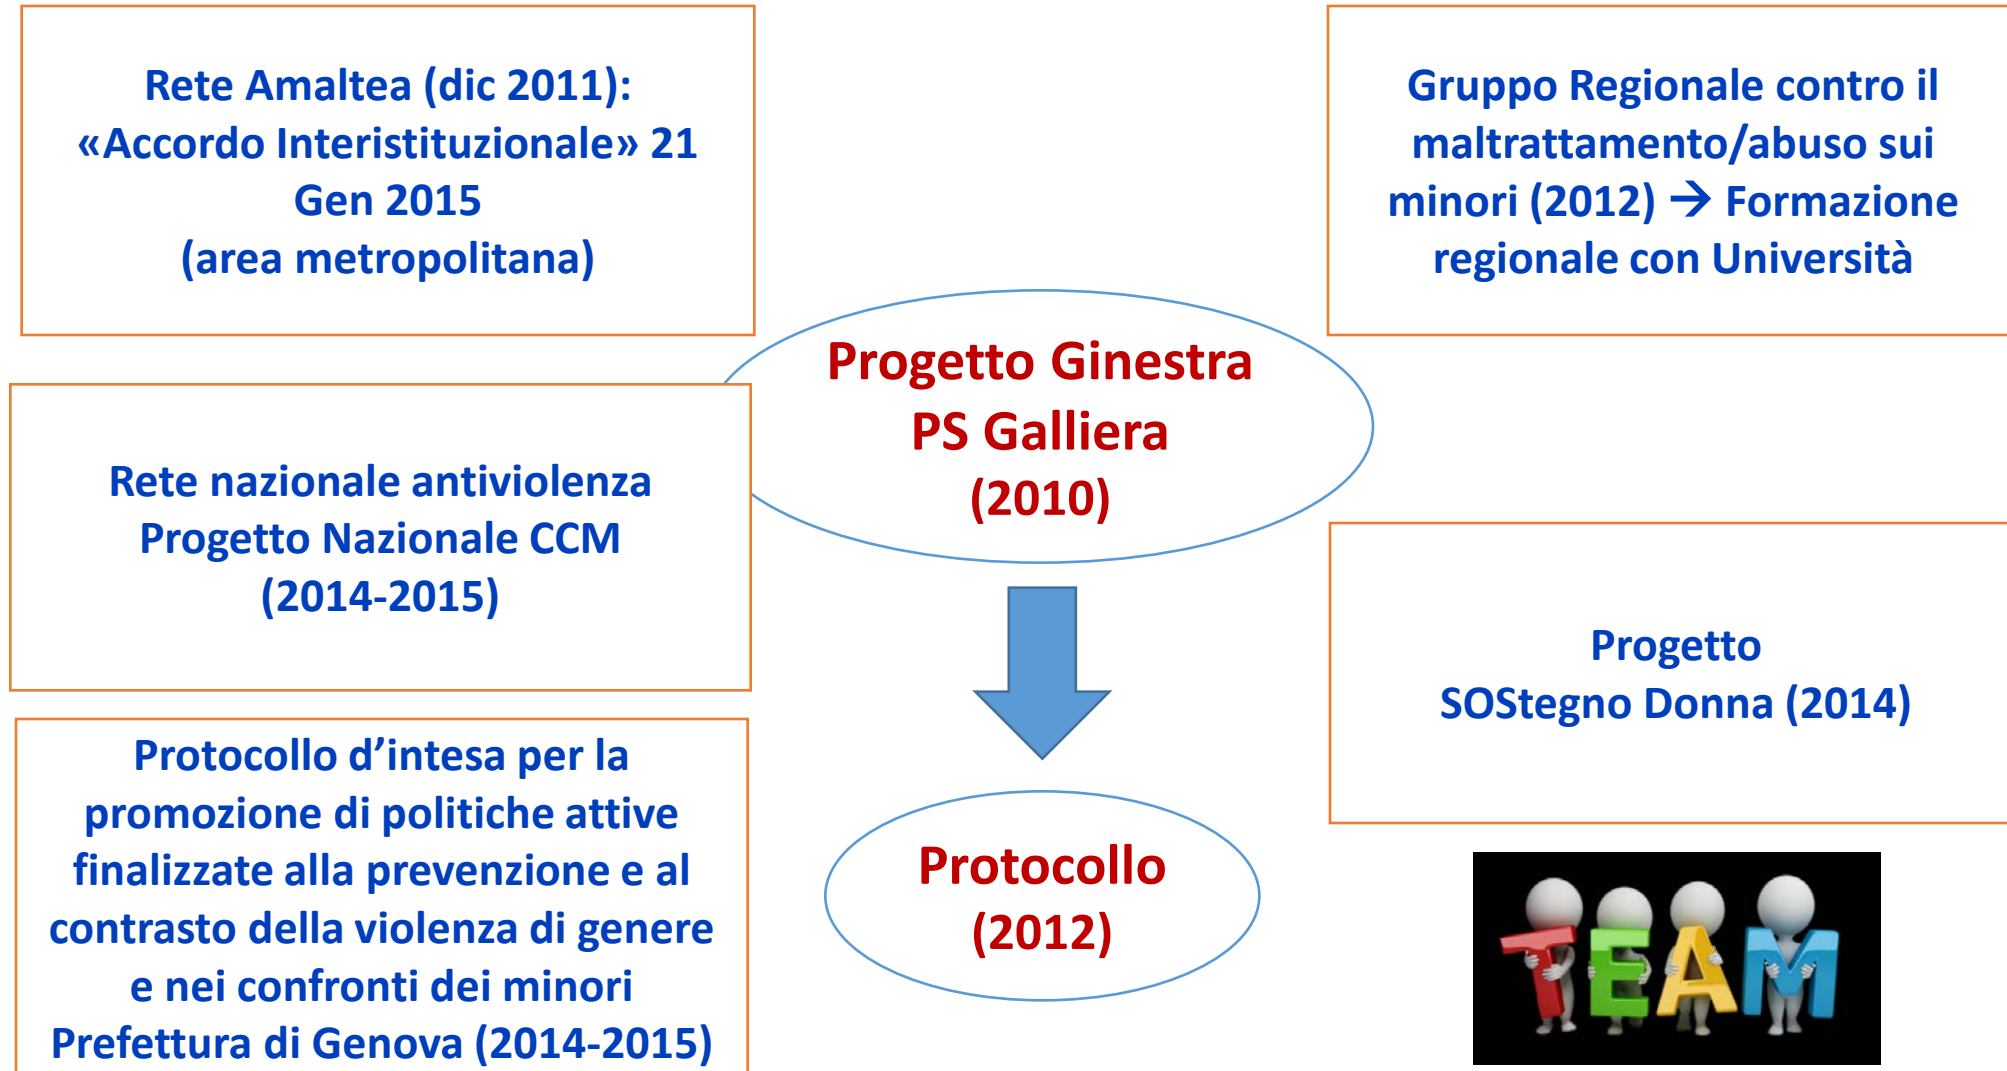 Rete Amaltea (dic 2011):
«Accordo Interistituzionale» 21
Gen 2015
(area metropolitana)
Gruppo Regionale contro il
maltrattamento/abuso sui
minori (2012) → Formazione
regionale con Università
Progetto Ginestra
PS Galliera
(2010)
Rete nazionale antiviolenza
Progetto Nazionale CCM
(2014-2015)
Progetto
SOStegno Donna (2014)
Protocollo d’intesa per la
promozione di politiche attive
finalizzate alla prevenzione e al
contrasto della violenza di genere
e nei confronti dei minori
Prefettura di Genova (2014-2015)
Protocollo
(2012)
TEAM